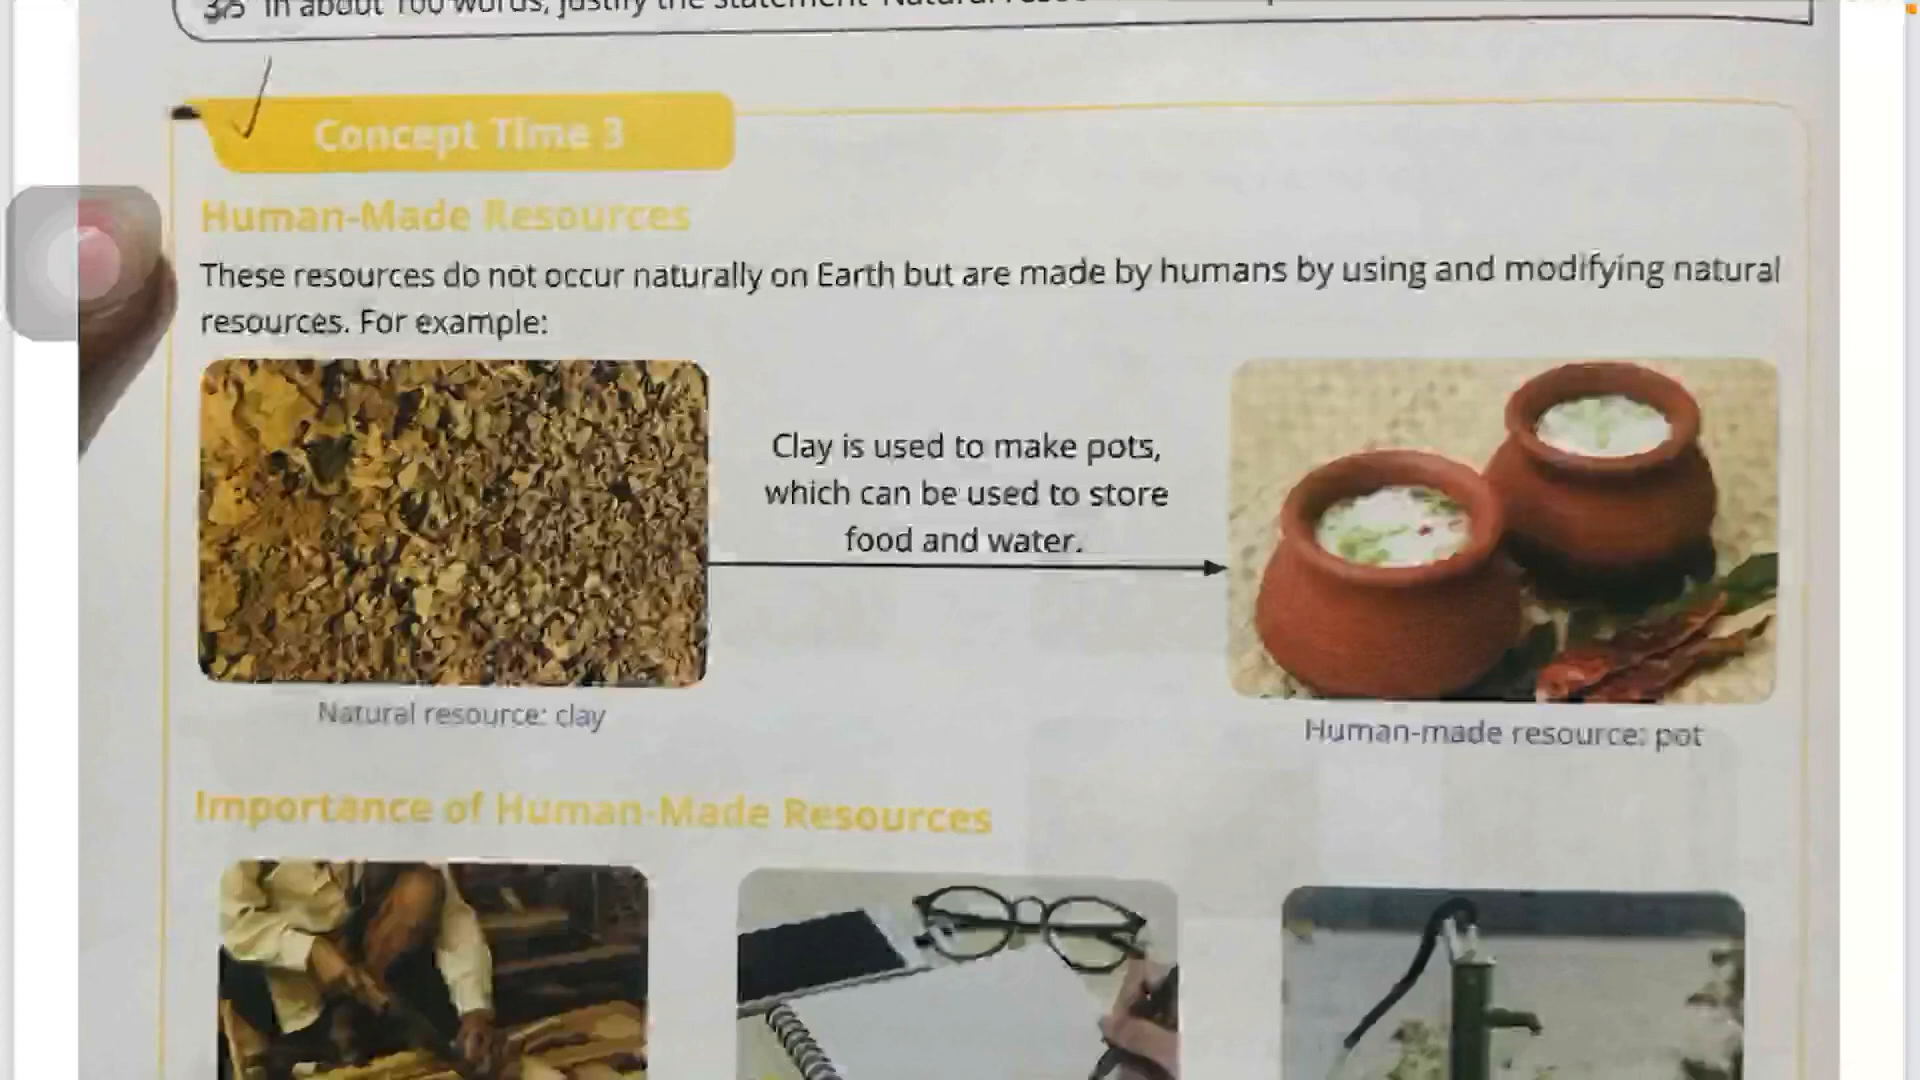 In about 100 words, justify the statement 'Natural
Concept Time 3
Human-Made Resources
These resources do not occur naturally on Earth but are made by humans by using and modifying natural
resources. For example:
Clay is used to make pots,
which can be used to store
food and water.
Natural resource: clay
Human-made resource: pot
Importance of Human-Made Resources